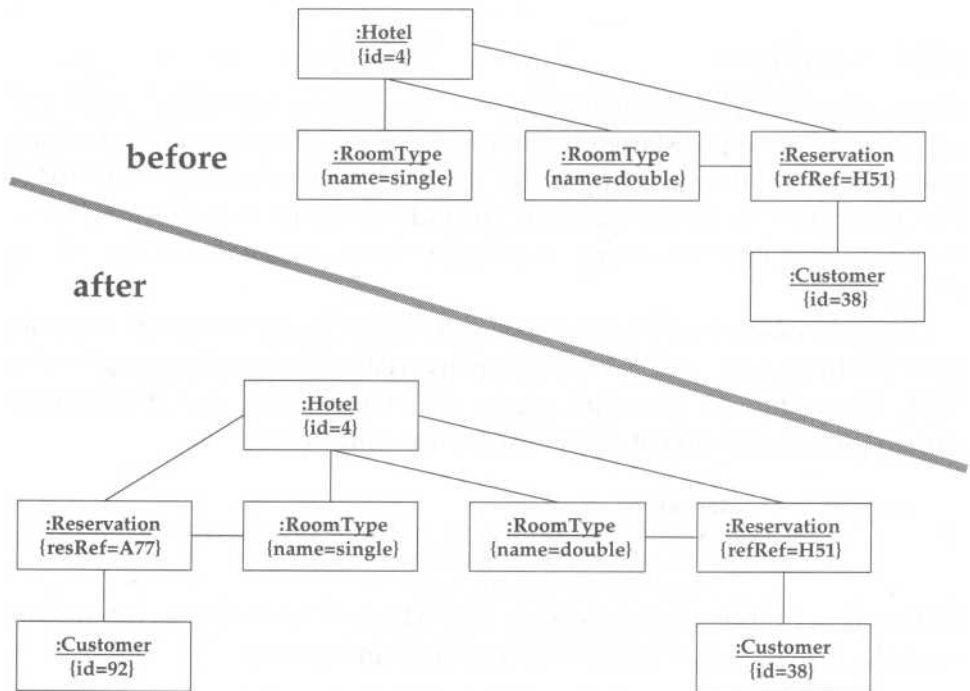 :Hotel
{id=4}
before
:RoomType
{name=single}
:RoomType
{name=double}
:Reservation
{refRef=H51}
:Customer
{id=38}
after
:Hotel
{id=4}
:Reservation
{resRef=A77}
:RoomType
{name=single}
:RoomType
{name=double}
:Reservation
{refRef=H51}
:Customer
{id=92}
:Customer
{id=38}